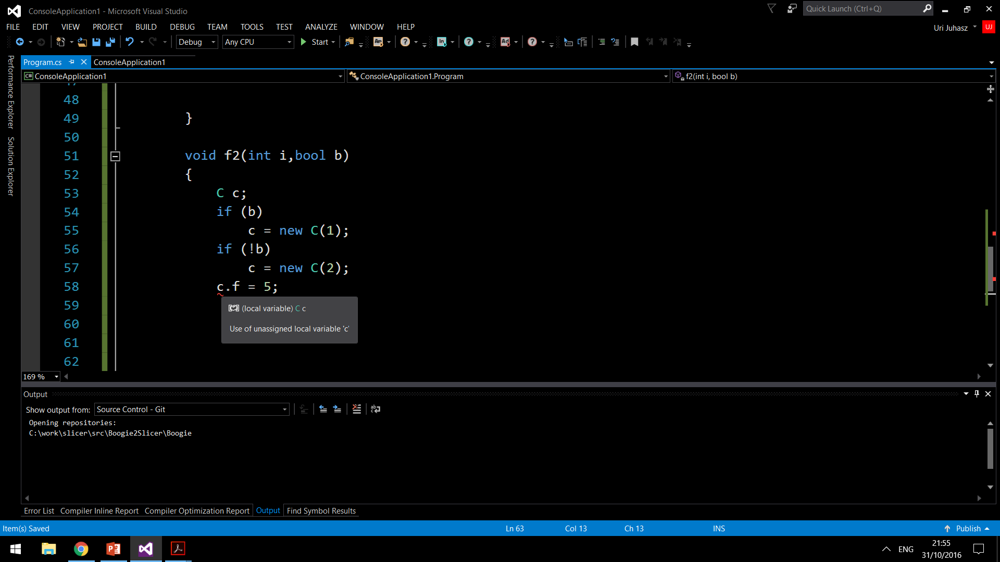 ConsoleApplication1 - Microsoft Visual Studio
Quick Launch (Ctrl+Q)
FILE EDIT VIEW PROJECT BUILD DEBUG TEAM TOOLS TEST ANALYZE WINDOW HELP
Uri Juhasz UJ
Debug Any CPU Start Am In Ad
Performance Explorer
Solution Explorer
Program.cs ConsoleApplication1
C# ConsoleApplication1 ConsoleApplication1.Program f2(int i, bool b)
48
49 }
50
51 void f2(int i,bool b)
52 {
53 C c;
54 if (b)
55 c = new C(1);
56 if (!b)
57 c = new C(2);
58 c.f = 5;
59 (local variable) C c
60 Use of unassigned local variable 'c'
61
62
169 %
Output
Show output from: Source Control - Git
Opening repositories:
C:\work\slicer\src\Boogie2Slicer\Boogie
Error List Compiler Inline Report Compiler Optimization Report Output Find Symbol Results
Item(s) Saved Ln 63 Col 13 Ch 13 INS Publish
ENG 21:55
31/10/2016